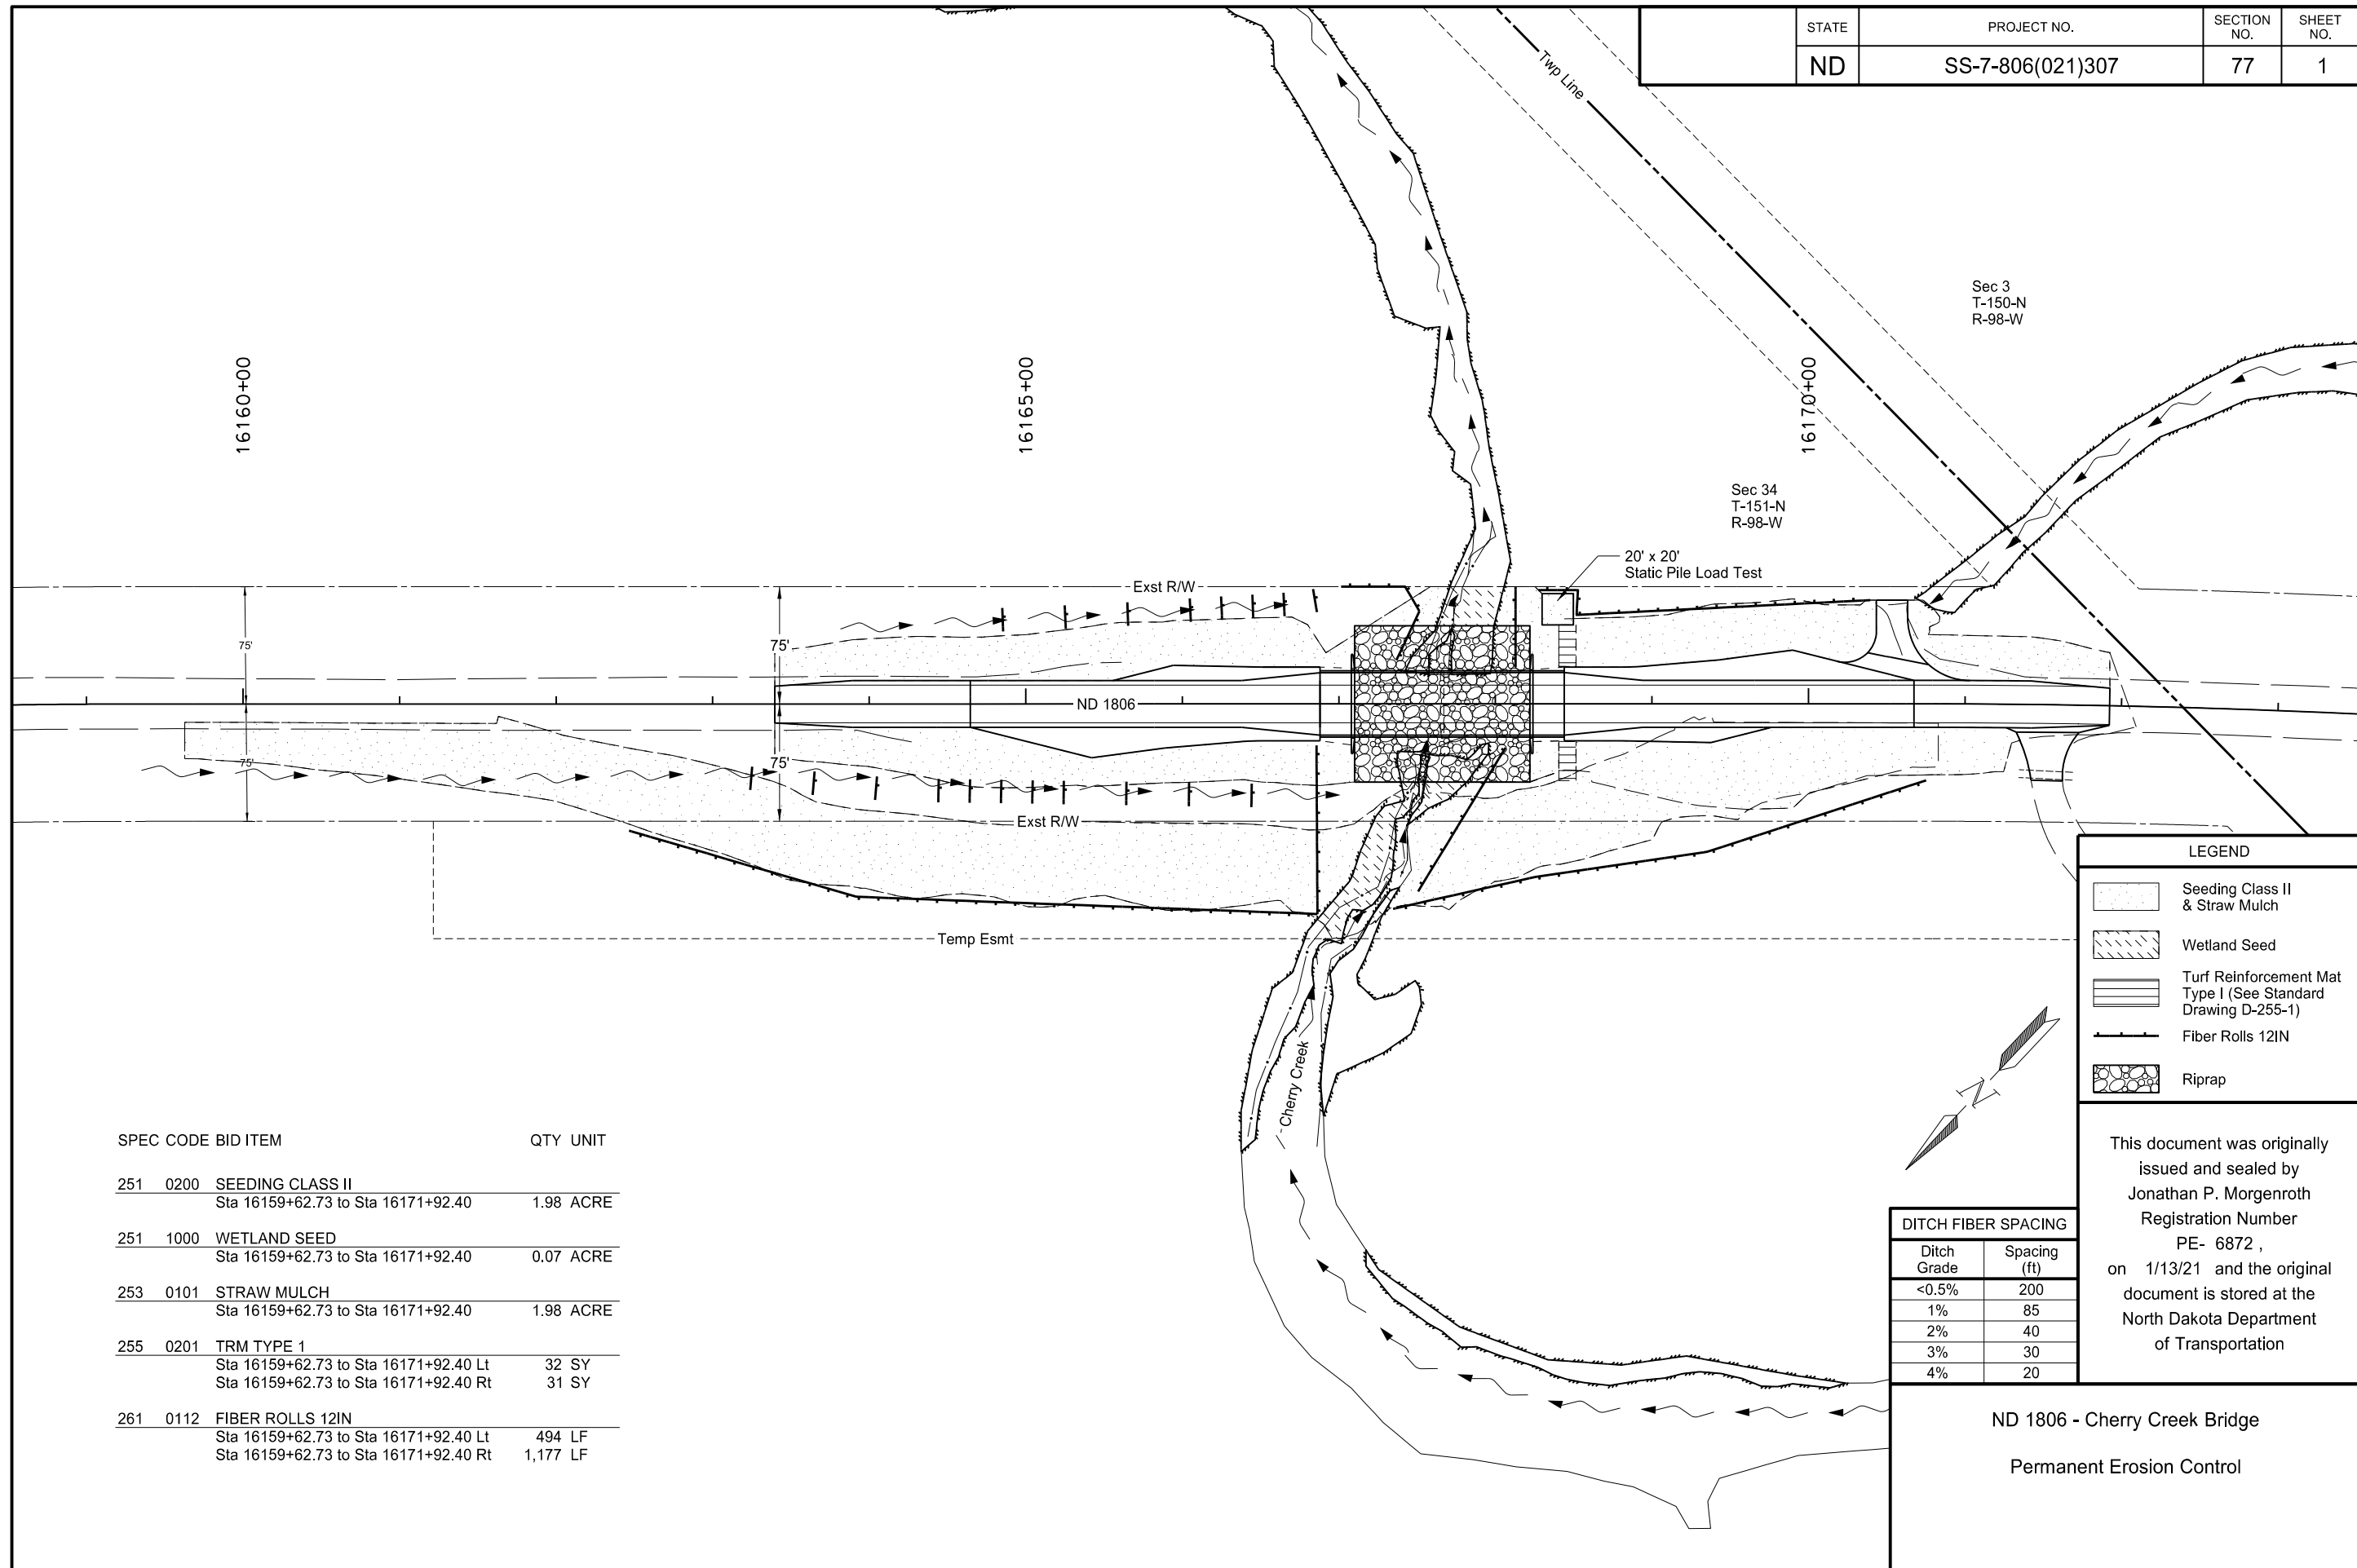 STATE PROJECT NO. SECTION NO. SHEET NO.
ND SS-7-806(021)307 77 1
Twp Line
Sec 3
T-150-N
R-98-W
16160+00
16165+00
16170+00
Sec 34
T-151-N
R-98-W
20' x 20'
Static Pile Load Test
Exst R/W
75'
75'
ND 1806
75'
75'
Exst R/W
Temp Esmt
Cherry Creek
LEGEND
Seeding Class II
& Straw Mulch
Wetland Seed
Turf Reinforcement Mat
Type I (See Standard
Drawing D-255-1)
Fiber Rolls 12IN
Riprap
N
SPEC CODE BID ITEM QTY UNIT
251 0200 SEEDING CLASS II
Sta 16159+62.73 to Sta 16171+92.40 1.98 ACRE
251 1000 WETLAND SEED
Sta 16159+62.73 to Sta 16171+92.40 0.07 ACRE
253 0101 STRAW MULCH
Sta 16159+62.73 to Sta 16171+92.40 1.98 ACRE
255 0201 TRM TYPE 1
Sta 16159+62.73 to Sta 16171+92.40 Lt 32 SY
Sta 16159+62.73 to Sta 16171+92.40 Rt 31 SY
261 0112 FIBER ROLLS 12IN
Sta 16159+62.73 to Sta 16171+92.40 Lt 494 LF
Sta 16159+62.73 to Sta 16171+92.40 Rt 1,177 LF
This document was originally
issued and sealed by
Jonathan P. Morgenroth
Registration Number
PE- 6872 ,
on 1/13/21 and the original
document is stored at the
North Dakota Department
of Transportation
DITCH FIBER SPACING
Ditch Grade Spacing (ft)
<0.5% 200
1% 85
2% 40
3% 30
4% 20
ND 1806 - Cherry Creek Bridge
Permanent Erosion Control